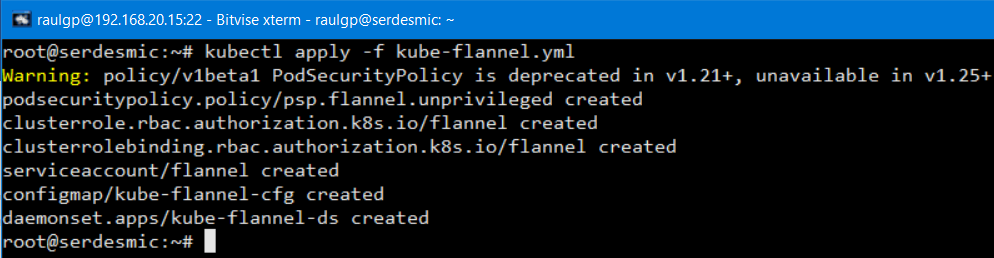 raulgp@192.168.20.15:22 - Bitvise xterm - raulgp@serdesmic: ~
root@serdesmic:~# kubectl apply -f kube-flannel.yml
Warning: policy/v1beta1 PodSecurityPolicy is deprecated in v1.21+, unavailable in v1.25+
podsecuritypolicy.policy/psp.flannel.unprivileged created
clusterrole.rbac.authorization.k8s.io/flannel created
clusterrolebinding.rbac.authorization.k8s.io/flannel created
serviceaccount/flannel created
configmap/kube-flannel-cfg created
daemonset.apps/kube-flannel-ds created
root@serdesmic:~#